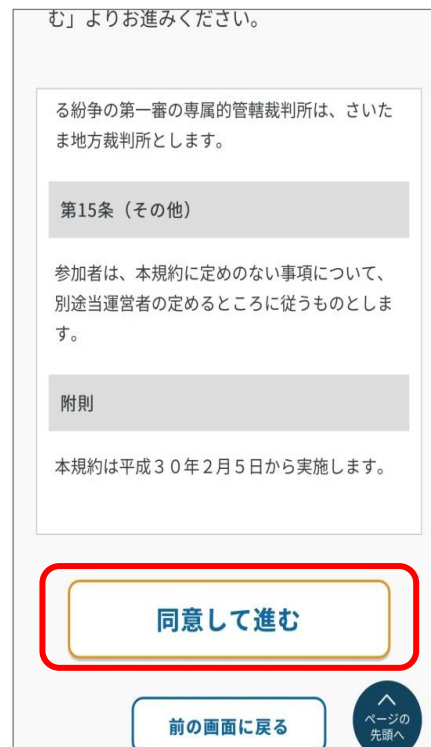 む」よりお進みください。
る紛争の第一審の専属的管轄裁判所は、さいた
ま地方裁判所とします。
第15条（その他）
参加者は、本規約に定めのない事項について、
別途当運営者の定めるところに従うものとしま
す。
附則
本規約は平成３０年２月５日から実施します。
同意して進む
前の画面に戻る
ページの
先頭へ